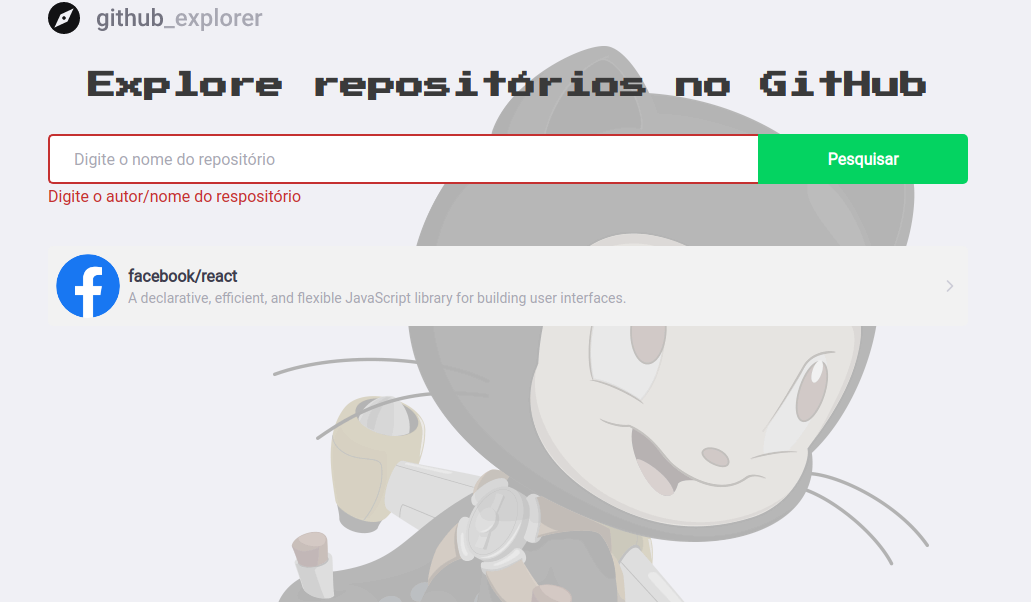 github_explorer
Explore repositórios no GitHub
Digite o nome do repositório
Pesquisar
Digite o autor/nome do respositório
facebook/react
A declarative, efficient, and flexible JavaScript library for building user interfaces.